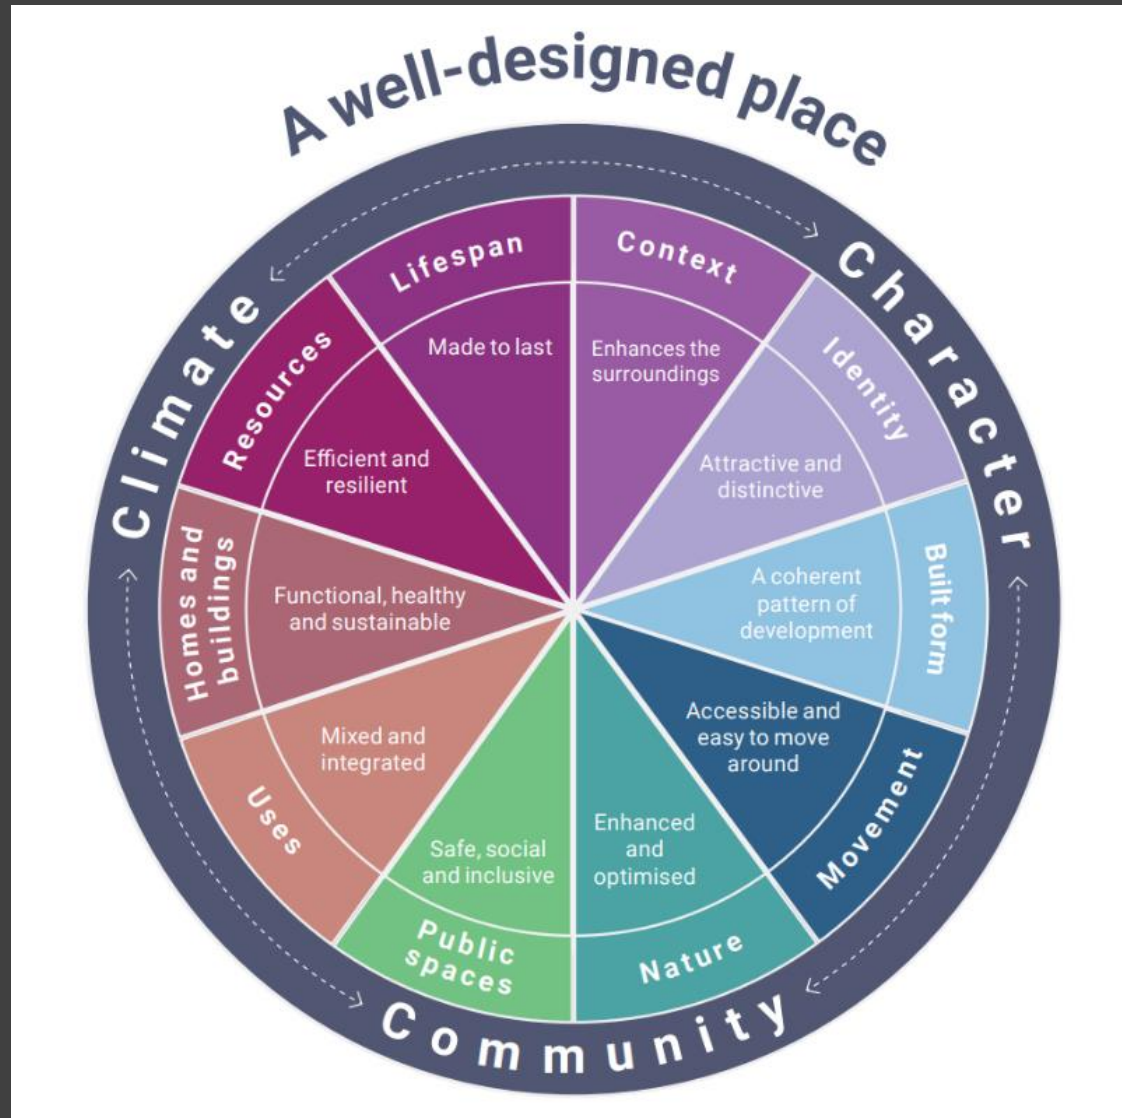 A well-designed place
Climate
Character
Community
Lifespan
Made to last
Context
Enhances the
surroundings
Identity
Attractive and
distinctive
Built form
A coherent
pattern of
development
Movement
Accessible and
easy to move
around
Nature
Enhanced
and
optimised
Public
spaces
Safe, social
and inclusive
Uses
Mixed and
integrated
Homes and
buildings
Functional, healthy
and sustainable
Resources
Efficient and
resilient